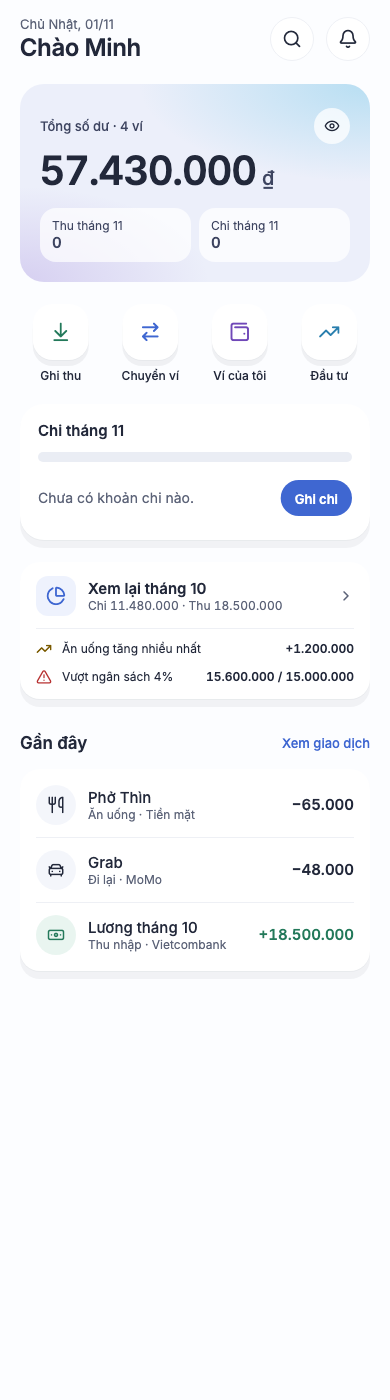 Chủ Nhật, 01/11
Chào Minh
Tổng số dư · 4 ví
57.430.000 ₫
Thu tháng 11
0
Chi tháng 11
0
Ghi thu
Chuyển ví
Ví của tôi
Đầu tư
Chi tháng 11
Chưa có khoản chi nào.
Ghi chi
Xem lại tháng 10
Chi 11.480.000 · Thu 18.500.000
Ăn uống tăng nhiều nhất +1.200.000
Vượt ngân sách 4% 15.600.000 / 15.000.000
Gần đây
Xem giao dịch
Phở Thìn
Ăn uống · Tiền mặt
−65.000
Grab
Đi lại · MoMo
−48.000
Lương tháng 10
Thu nhập · Vietcombank
+18.500.000